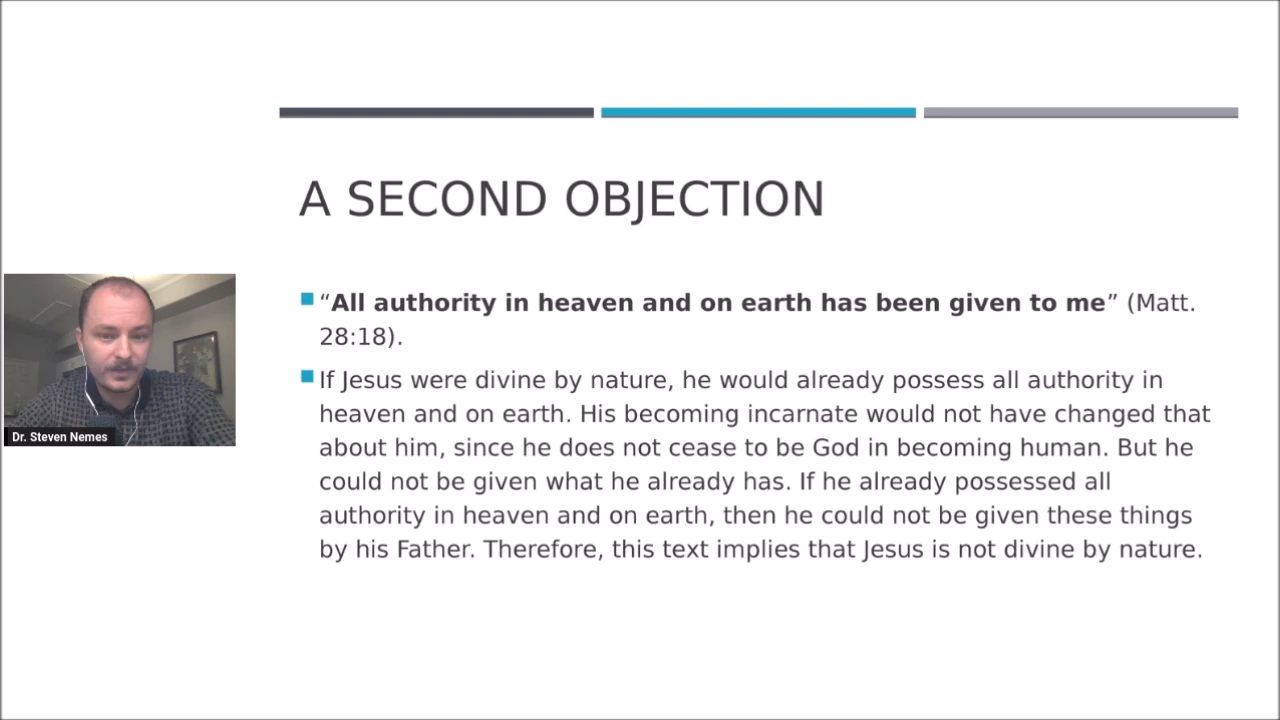 A SECOND OBJECTION
“All authority in heaven and on earth has been given to me” (Matt.
28:18).
If Jesus were divine by nature, he would already possess all authority in
heaven and on earth. His becoming incarnate would not have changed that
about him, since he does not cease to be God in becoming human. But he
could not be given what he already has. If he already possessed all
authority in heaven and on earth, then he could not be given these things
by his Father. Therefore, this text implies that Jesus is not divine by nature.
Dr. Steven Nemes